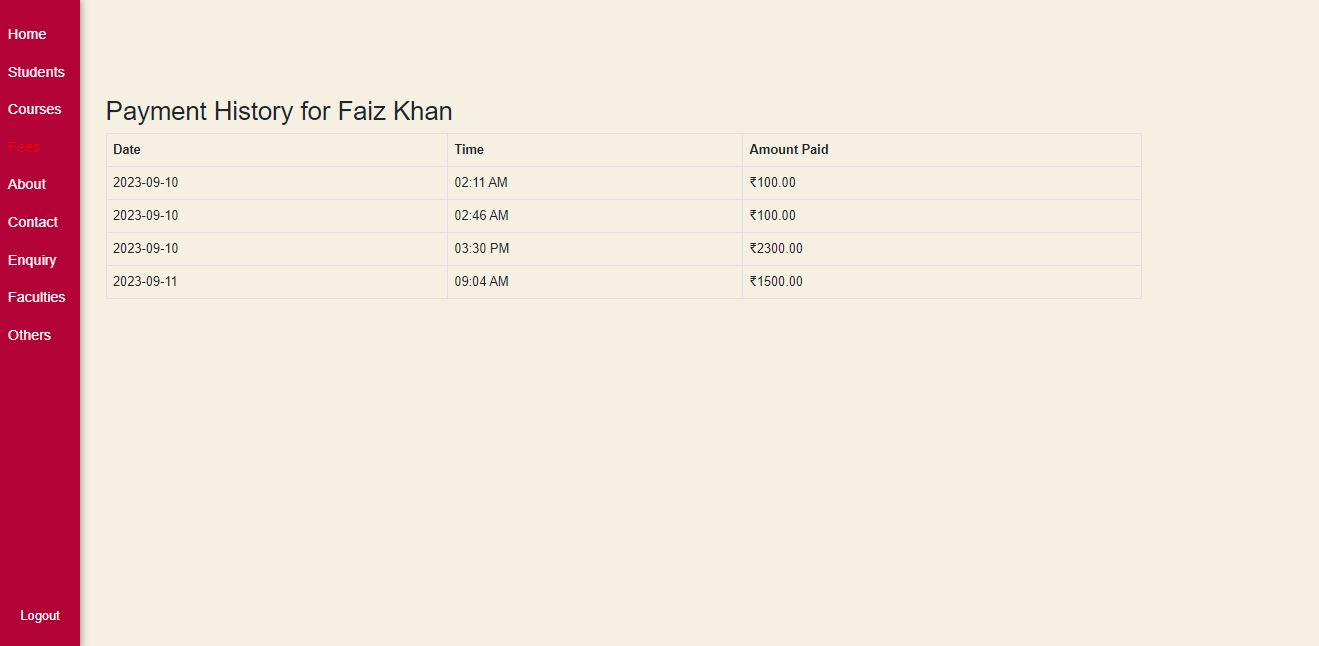 Home
Students
Courses
Fees
About
Contact
Enquiry
Faculties
Others
Logout
Payment History for Faiz Khan
Date Time Amount Paid
2023-09-10 02:11 AM ₹100.00
2023-09-10 02:46 AM ₹100.00
2023-09-10 03:30 PM ₹2300.00
2023-09-11 09:04 AM ₹1500.00